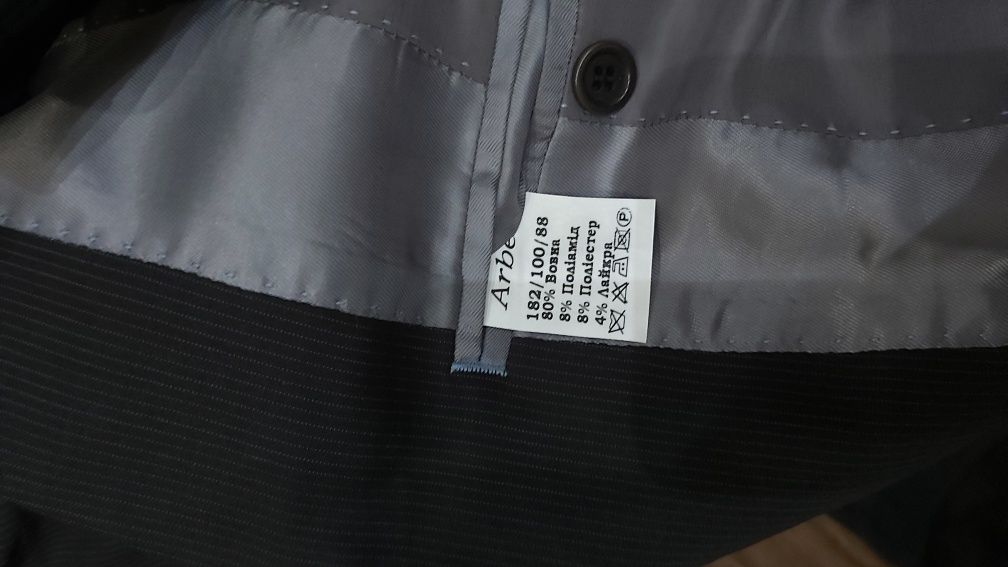 Arbe
182/100/88
80% Вовна
8% Поліамід
8% Поліестер
4% Лайкра
P